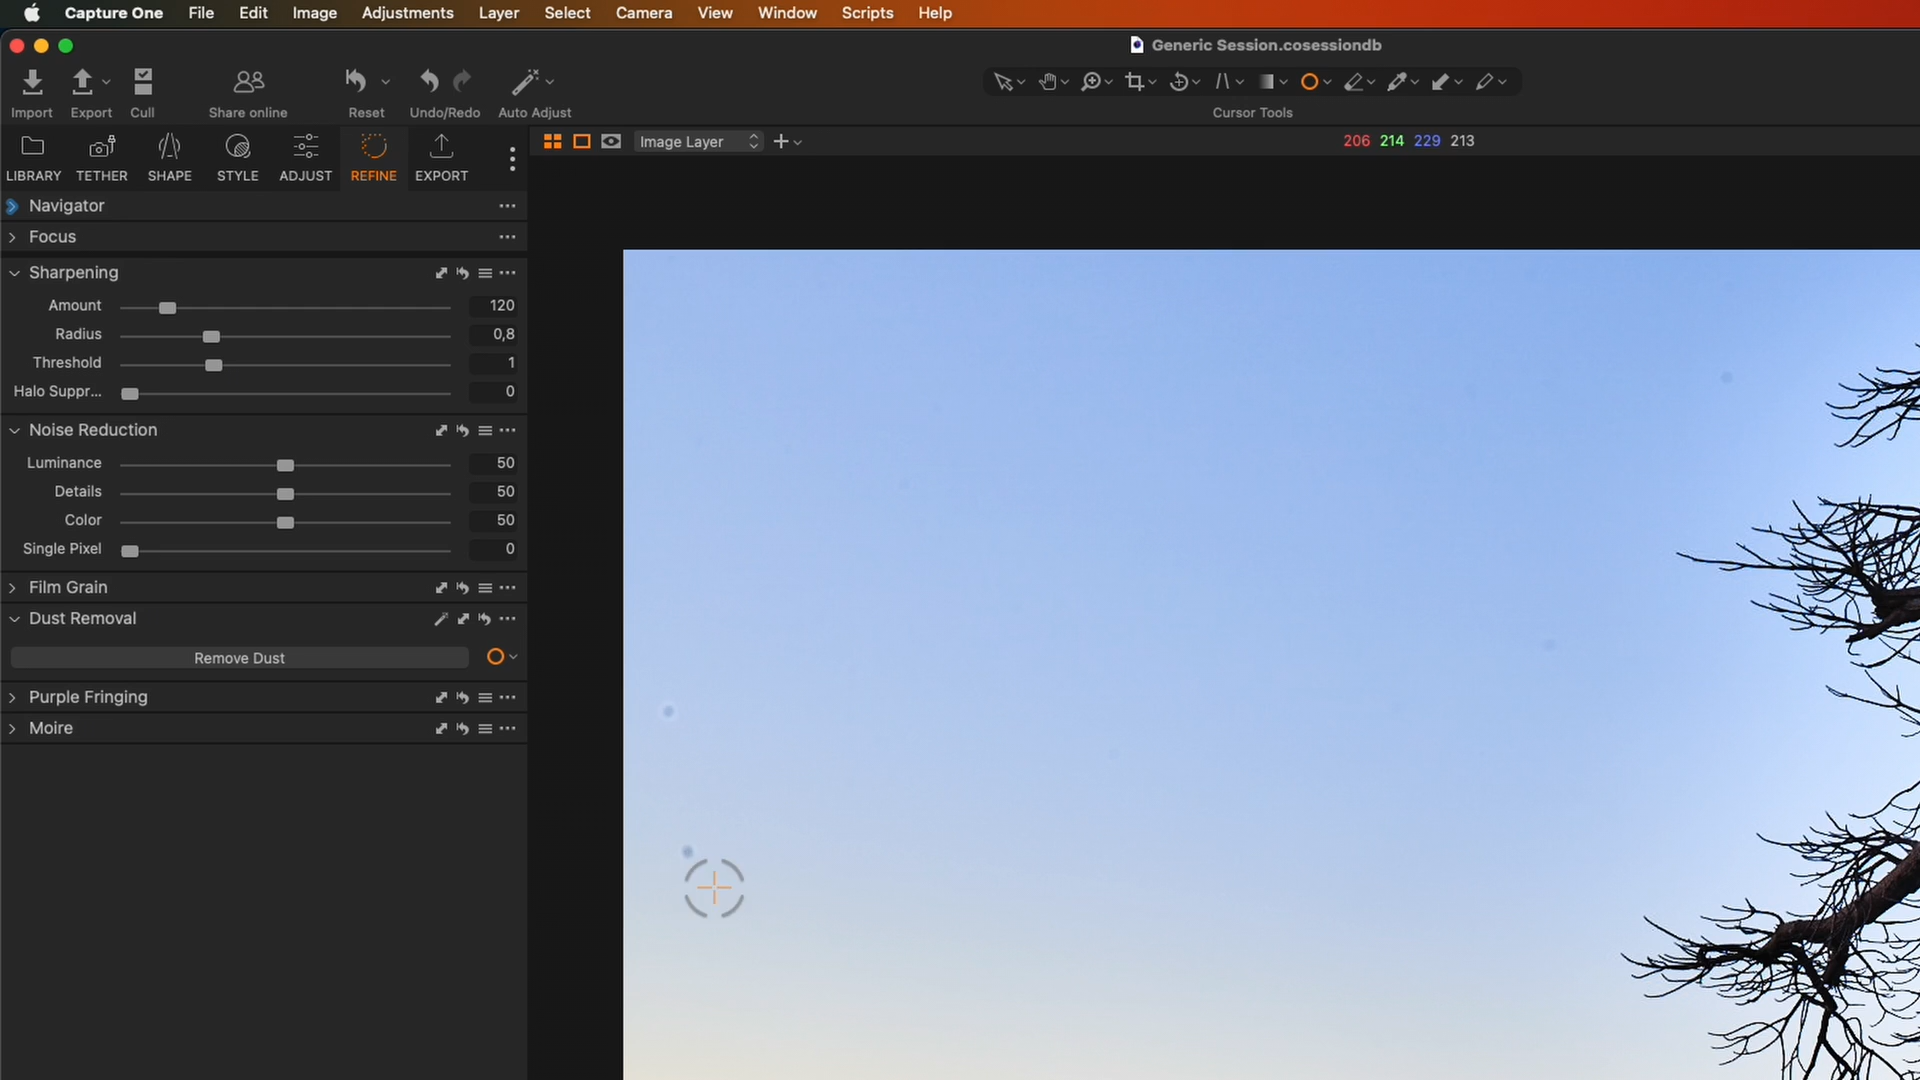 Capture One File Edit Image Adjustments Layer Select Camera View Window Scripts Help
Generic Session.cosessiondb
Import Export Cull Share online Reset Undo/Redo Auto Adjust Cursor Tools
LIBRARY TETHER SHAPE STYLE ADJUST REFINE EXPORT
Image Layer
206 214 229 213
Navigator
Focus
Sharpening
Amount 120
Radius 0,8
Threshold 1
Halo Suppr... 0
Noise Reduction
Luminance 50
Details 50
Color 50
Single Pixel 0
Film Grain
Dust Removal
Remove Dust
Purple Fringing
Moire